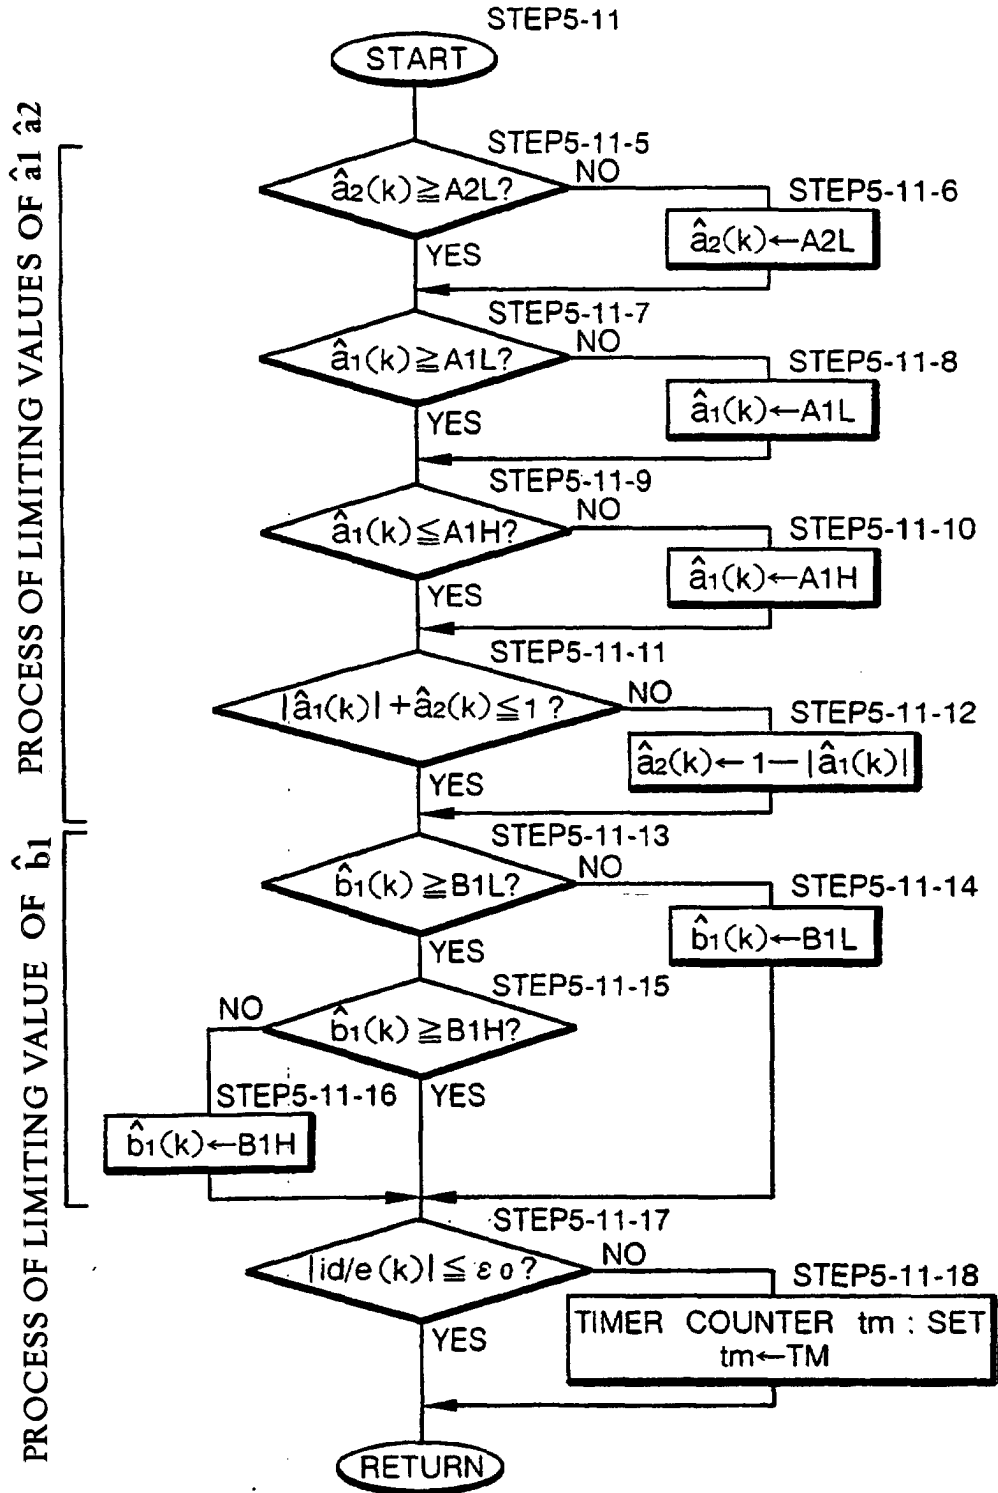 STEP5-11
START
PROCESS OF LIMITING VALUES OF â1 â2
STEP5-11-5
â2(k)≧A2L?
NO
YES
STEP5-11-6
â2(k)←A2L
STEP5-11-7
â1(k)≧A1L?
NO
YES
STEP5-11-8
â1(k)←A1L
STEP5-11-9
â1(k)≦A1H?
NO
YES
STEP5-11-10
â1(k)←A1H
STEP5-11-11
|â1(k)|+â2(k)≦1?
NO
YES
STEP5-11-12
â2(k)←1—|â1(k)|
PROCESS OF LIMITING VALUE OF b̂1
STEP5-11-13
b̂1(k)≧B1L?
NO
YES
STEP5-11-14
b̂1(k)←B1L
STEP5-11-15
b̂1(k)≧B1H?
NO
YES
STEP5-11-16
b̂1(k)←B1H
STEP5-11-17
|id/e(k)|≦ε0?
NO
YES
STEP5-11-18
TIMER COUNTER tm : SET
tm←TM
RETURN